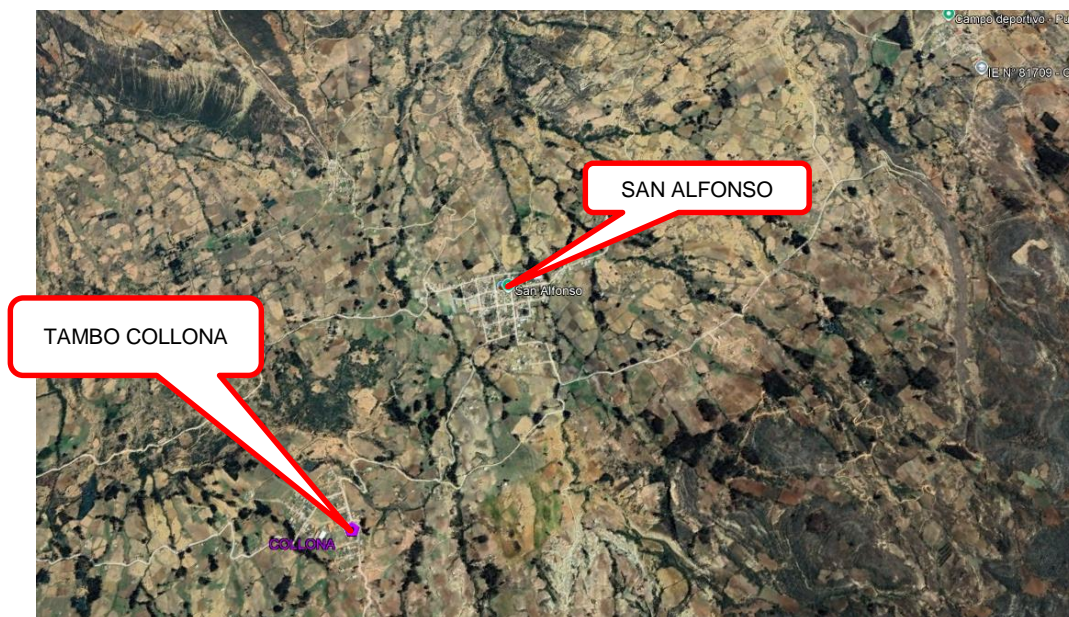 Campo deportivo - Pu
IE N° 81709 - C
SAN ALFONSO
San Alfonso
TAMBO COLLONA
COLLONA